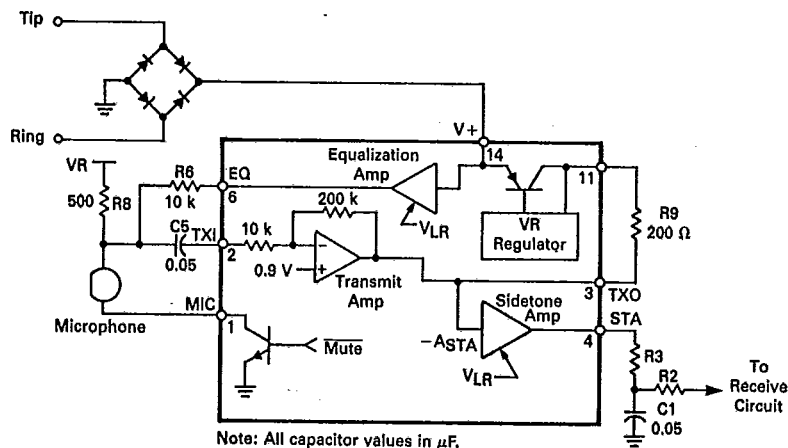 Tip
Ring
VR
500
R8
R6
10 k
EQ
6
C5
0.05
TXI
2
10 k
200 k
0.9 V
Transmit
Amp
Equalization
Amp
VLR
V+
14
11
VR
Regulator
R9
200 Ω
3
TXO
Sidetone
Amp
STA
4
-ASTA
VLR
Microphone
MIC
1
Mute
R3
R2
To
Receive
Circuit
C1
0.05
Note: All capacitor values in μF.